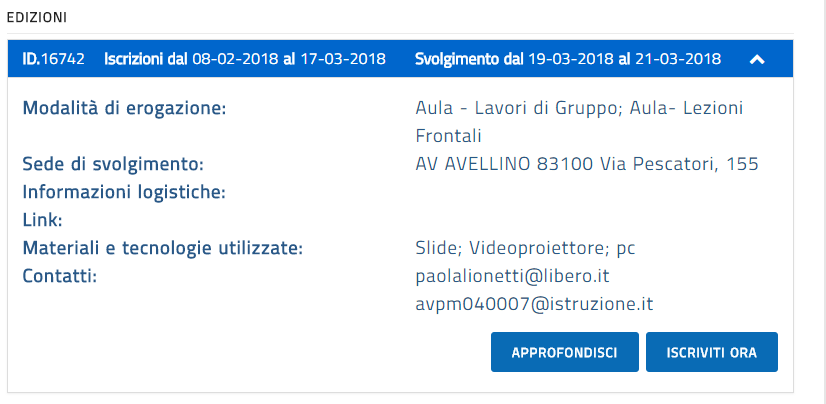 EDIZIONI
ID.16742 Iscrizioni dal 08-02-2018 al 17-03-2018 Svolgimento dal 19-03-2018 al 21-03-2018
Modalità di erogazione: Aula - Lavori di Gruppo; Aula- Lezioni
Frontali
Sede di svolgimento: AV AVELLINO 83100 Via Pescatori, 155
Informazioni logistiche:
Link:
Materiali e tecnologie utilizzate: Slide; Videoproiettore; pc
Contatti: paolalionetti@libero.it
avpm040007@istruzione.it
APPROFONDISCI ISCRIVITI ORA